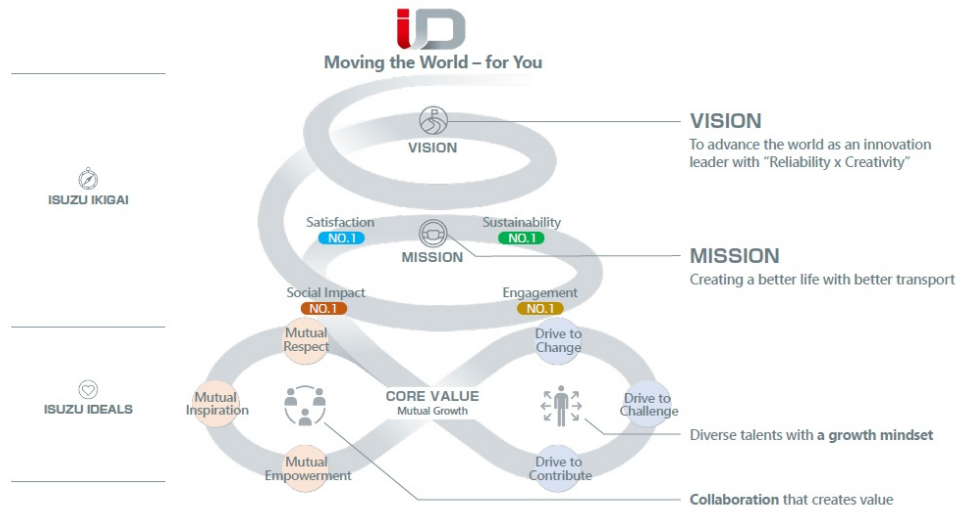 iD
Moving the World – for You
VISION
VISION
To advance the world as an innovation
leader with “Reliability x Creativity”
ISUZU IKIGAI
Satisfaction
NO.1
Sustainability
NO.1
MISSION
MISSION
Creating a better life with better transport
Social Impact
NO.1
Engagement
NO.1
Mutual
Respect
Drive to
Change
ISUZU IDEALS
Mutual
Inspiration
CORE VALUE
Mutual Growth
Drive to
Challenge
Diverse talents with a growth mindset
Mutual
Empowerment
Drive to
Contribute
Collaboration that creates value